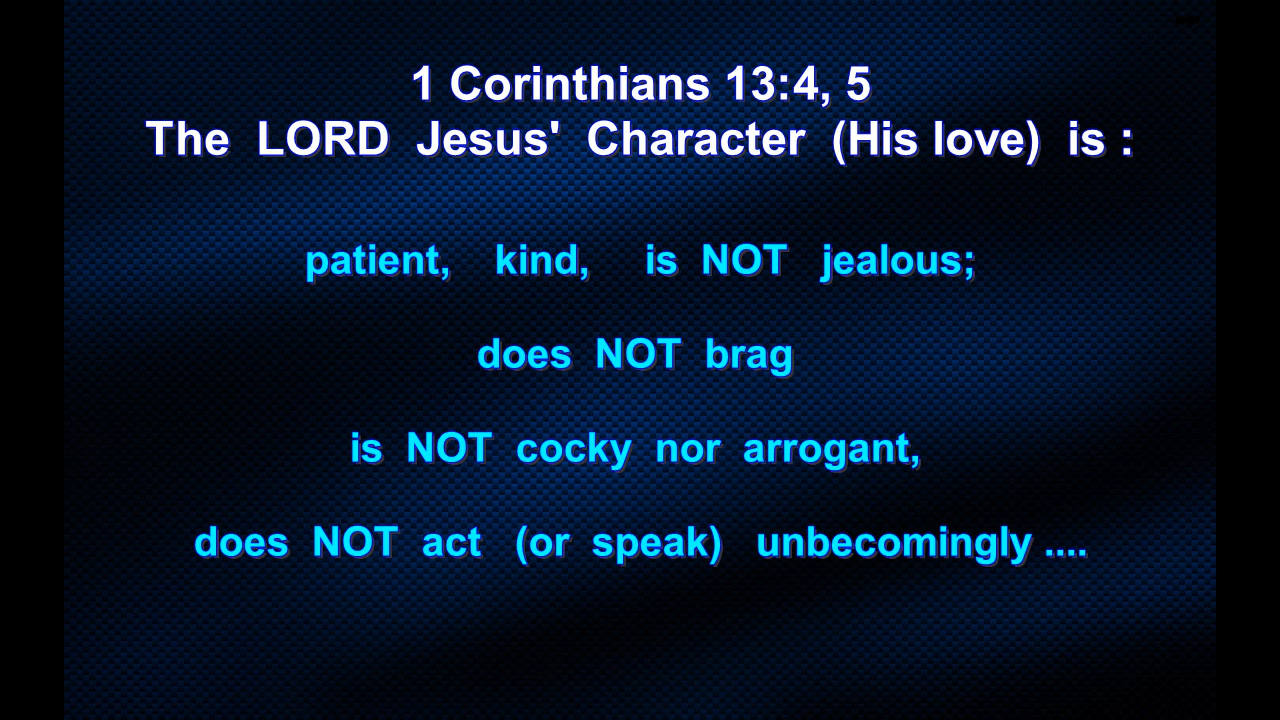 1 Corinthians 13:4, 5
The LORD Jesus' Character (His love) is :
patient, kind, is NOT jealous;
does NOT brag
is NOT cocky nor arrogant,
does NOT act (or speak) unbecomingly ....